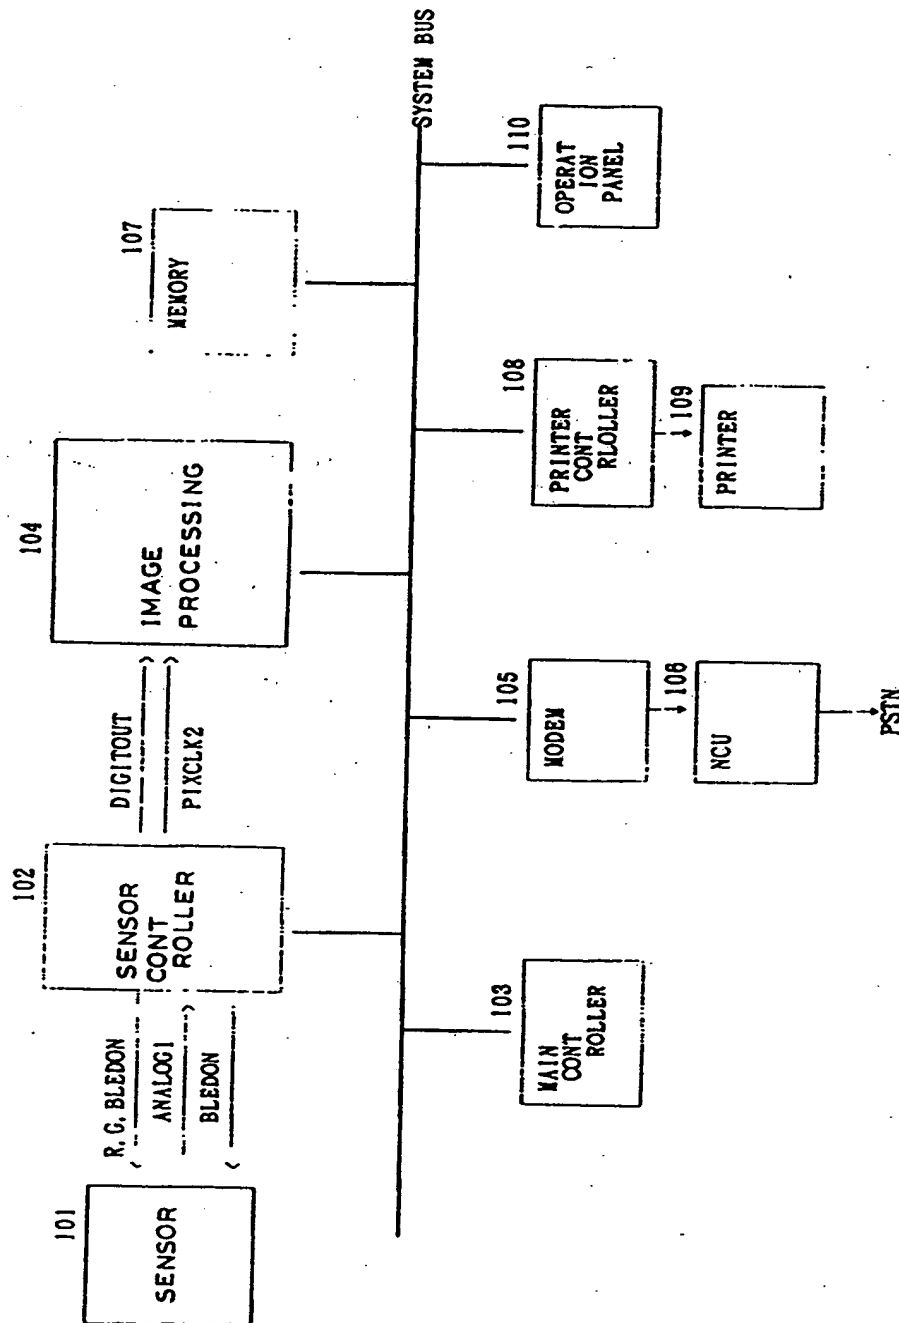 101
SENSOR
R.G.BLEDON
ANALOG1
BLEDON
102
SENSOR
CONT
ROLLER
DIGITOUT
PIXCLK2
104
IMAGE
PROCESSING
107
MEMORY
SYSTEM BUS
103
MAIN
CONT
ROLLER
105
MODEM
106
NCU
PSTN
108
PRINTER
CONT
RLOLLER
109
PRINTER
110
OPERAT
ION
PANEL